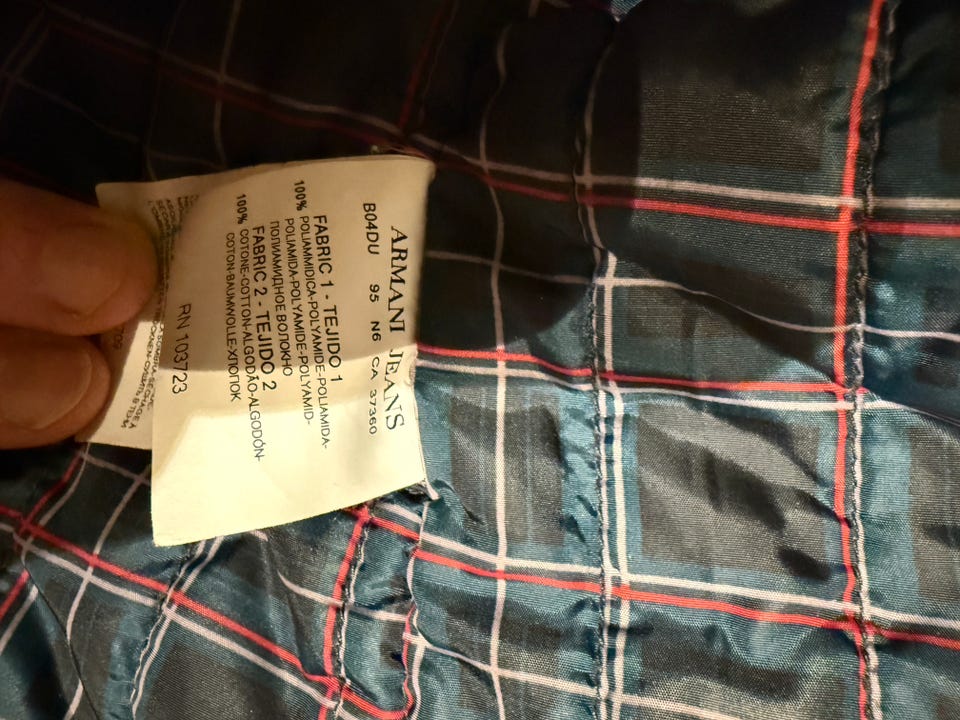 ARMANI JEANS
B04DU 95 N6 CA 37360
FABRIC 1 - TEJIDO 1
100% POLIAMMIDICA-POLYAMIDE-POLIAMIDA-
POLIAMIDA-POLYAMIDE-POLYAMID-
ПОЛИАМИДНОЕ ВОЛОКНО
FABRIC 2 - TEJIDO 2
100% COTONE-COTTON-ALGODÃO-ALGODÓN-
COTON-BAUMWOLLE-ХЛОПОК
RN 103723